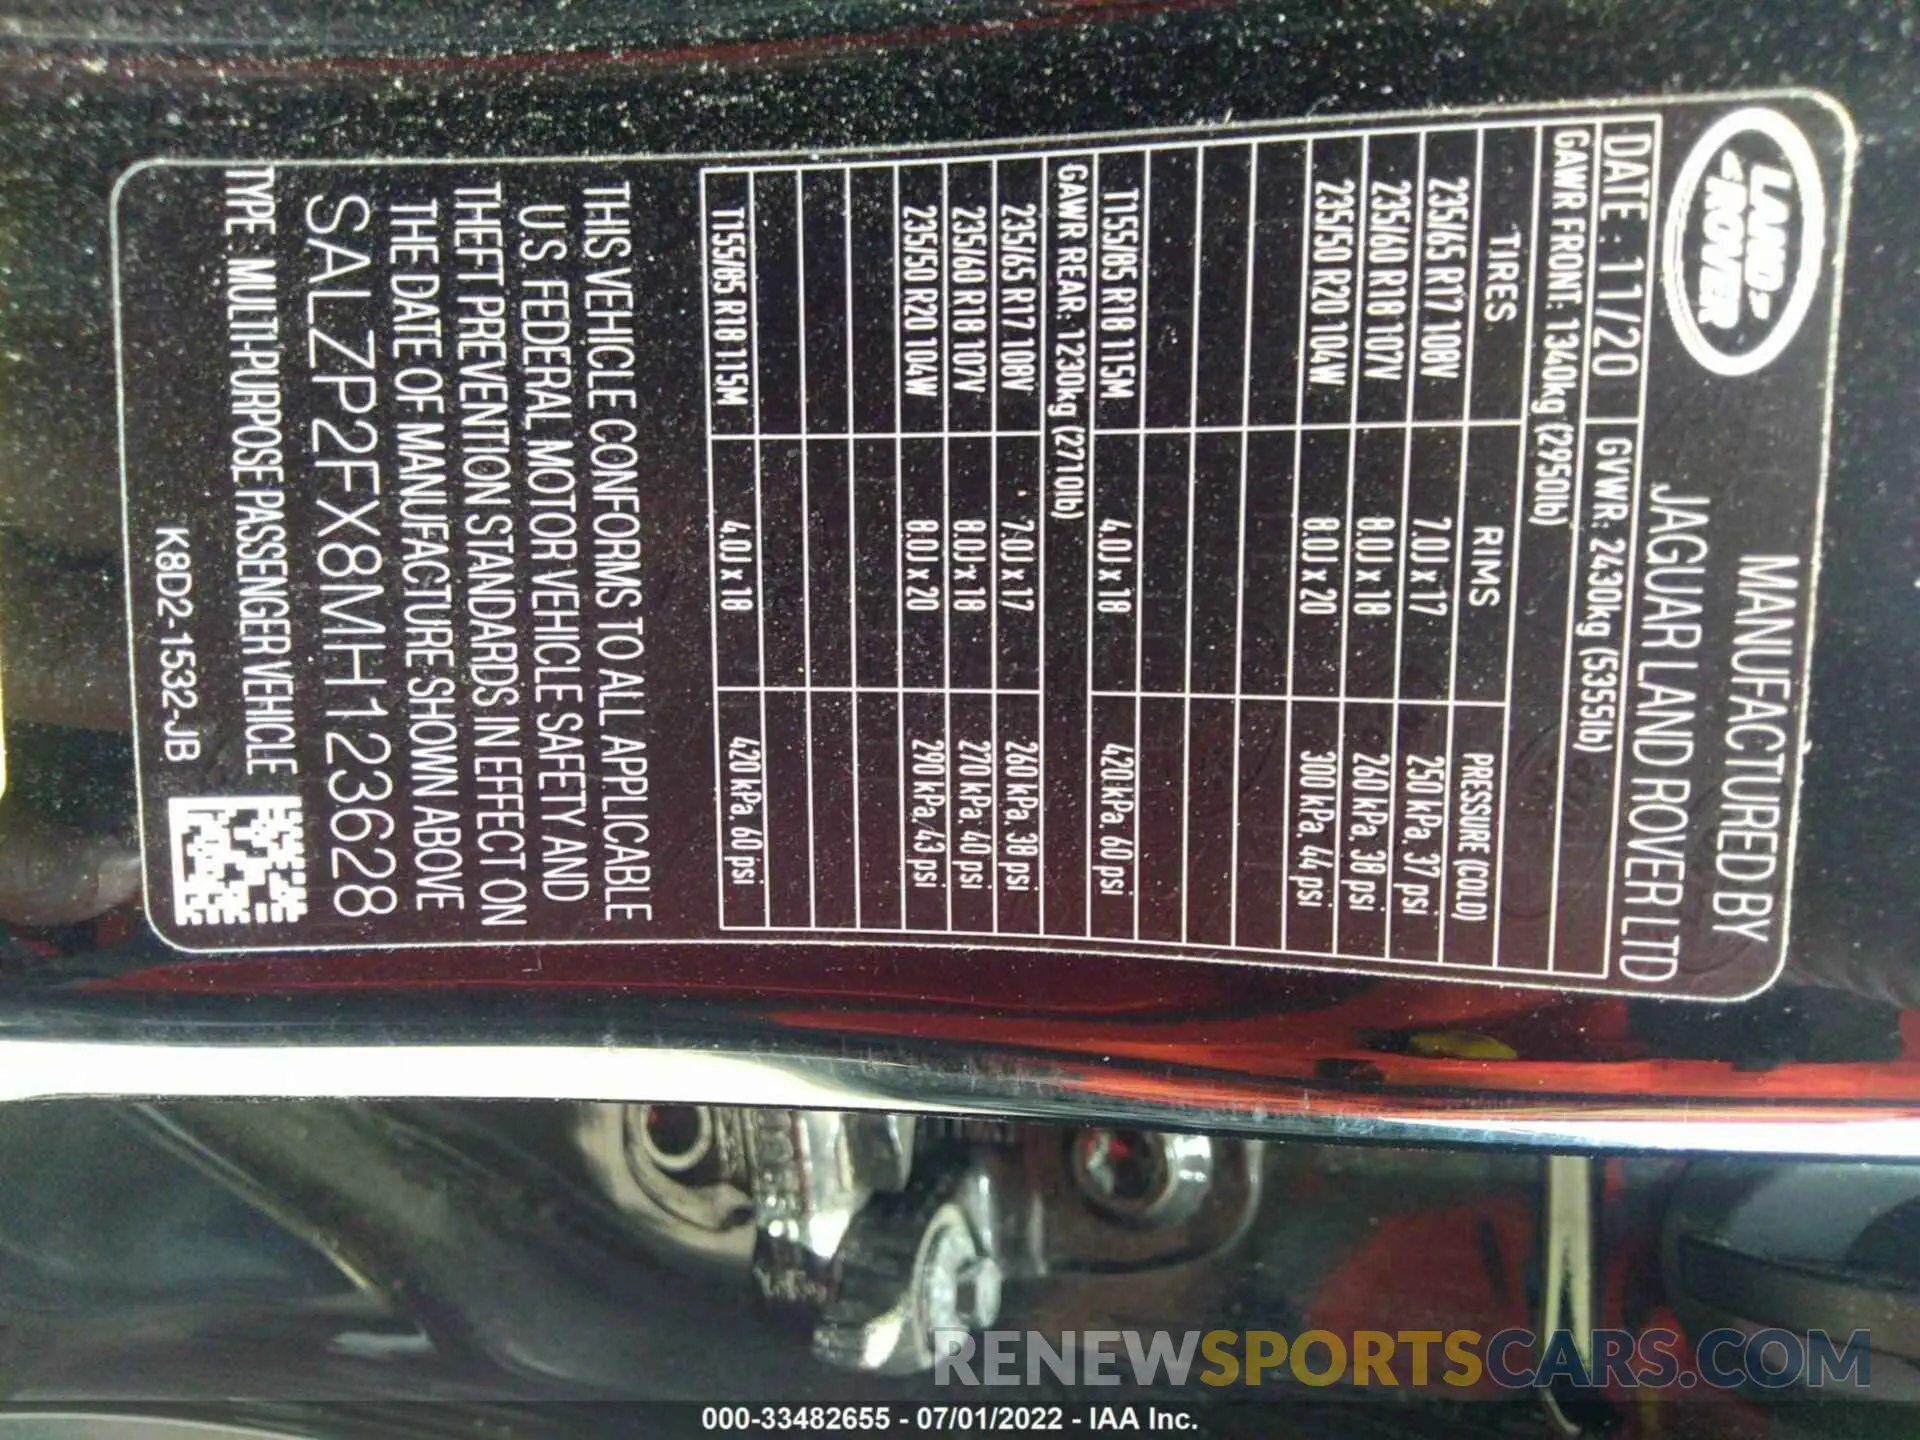 LAND ROVER
MANUFACTURED BY
JAGUAR LAND ROVER LTD
DATE : 11/20 GVWR: 2430kg (5355lb)
GAWR FRONT: 1340kg (2950lb)
TIRES RIMS PRESSURE (COLD)
235/65 R17 108V 7.0J x 17 250 kPa, 37 psi
235/60 R18 107V 8.0 x 18 260 kPa, 38 psi
235/50 R20 104W 8.0J x 20 300 kPa, 44 psi
T155/85 R18 115M 4.0J x 18 420 kPa, 60 psi
GAWR REAR: 1230kg (2710lb)
235/65 R17 108V 7.0J x 17 260 kPa, 38 psi
235/60 R18 107V 8.0 x 18 270 kPa, 40 psi
235/50 R20 104W 8.0J x 20 290 kPa, 43 psi
T155/85 R18 115M 4.0J x 18 420 kPa, 60 psi
THIS VEHICLE CONFORMS TO ALL APPLICABLE
U.S. FEDERAL MOTOR VEHICLE SAFETY AND
THEFT PREVENTION STANDARDS IN EFFECT ON
THE DATE OF MANUFACTURE SHOWN ABOVE
SALZP2FX8MH123628
TYPE : MULTI-PURPOSE PASSENGER VEHICLE
K8D2-1532-JB
RENEWSPORTSCARS.COM
000-33482655 - 07/01/2022 - IAA Inc.